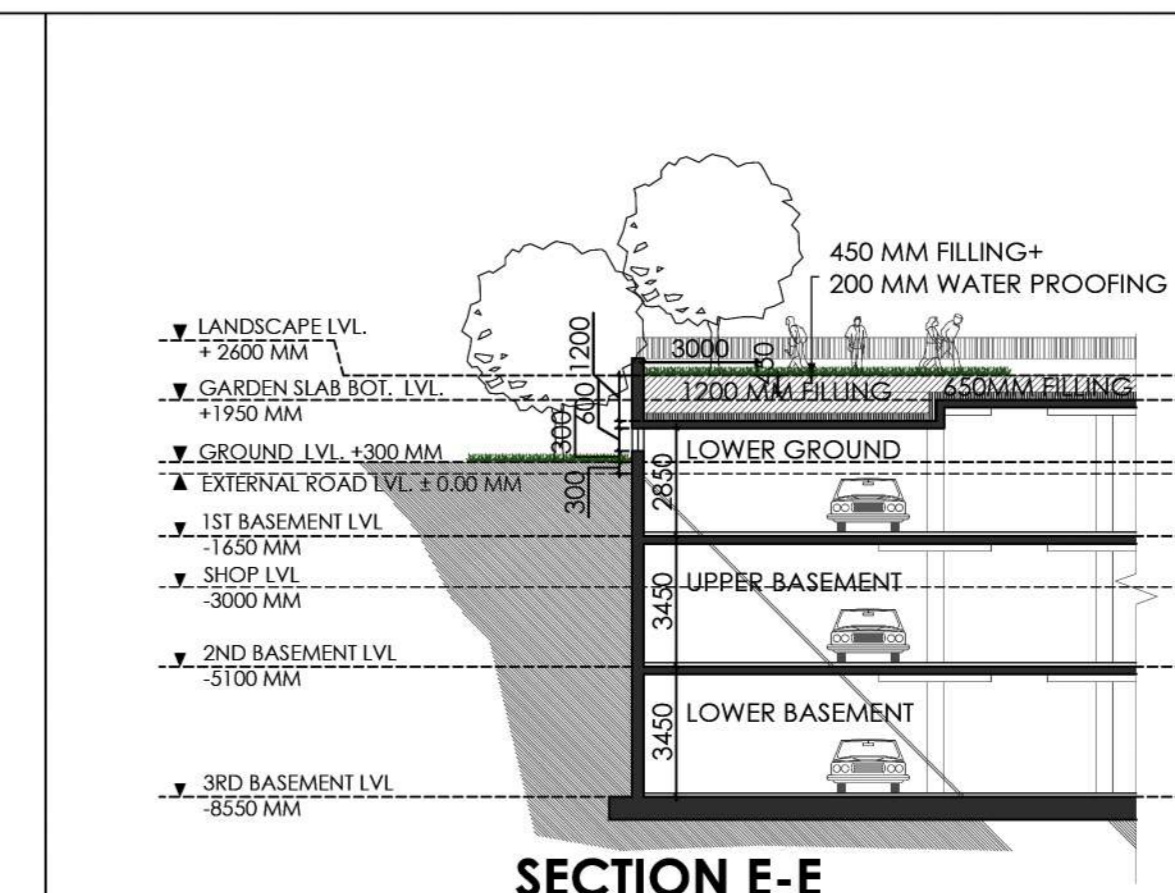 450 MM FILLING+
200 MM WATER PROOFING
LANDSCAPE LVL.
+ 2600 MM
1200
3000
GARDEN SLAB BOT. LVL.
+1950 MM
600
1200 MM FILLING
650MM FILLING
300
GROUND LVL. +300 MM
LOWER GROUND
EXTERNAL ROAD LVL. ± 0.00 MM
300
2850
1ST BASEMENT LVL
-1650 MM
SHOP LVL
-3000 MM
UPPER BASEMENT
3450
2ND BASEMENT LVL
-5100 MM
LOWER BASEMENT
3450
3RD BASEMENT LVL
-8550 MM
SECTION E-E